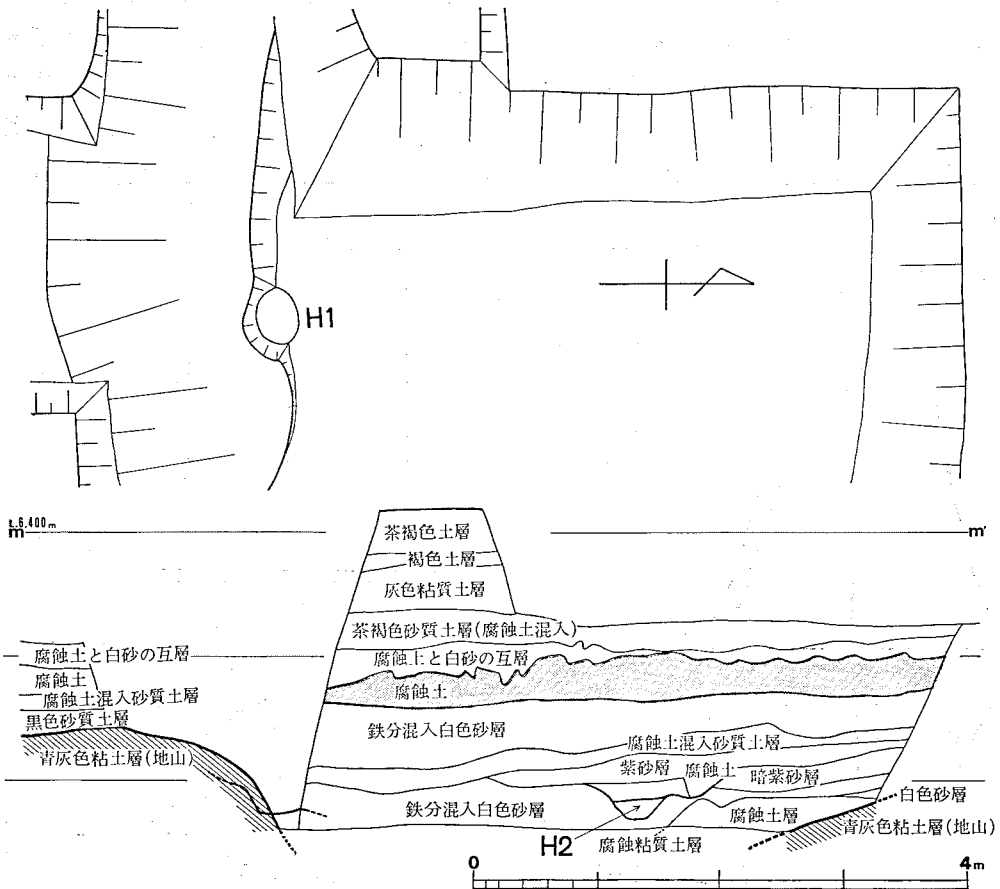 H1
L.6,400m
m
m'
茶褐色土層
褐色土層
灰色粘質土層
茶褐色砂質土層(腐蝕土混入)
腐蝕土と白砂の互層
腐蝕土と白砂の互層
腐蝕土
腐蝕土
腐蝕土混入砂質土層
黒色砂質土層
鉄分混入白色砂層
腐蝕土混入砂質土層
青灰色粘土層(地山)
紫砂層
腐蝕土
暗紫砂層
白色砂層
鉄分混入白色砂層
腐蝕土層
青灰色粘土層(地山)
H2
腐蝕粘質土層
0
4m